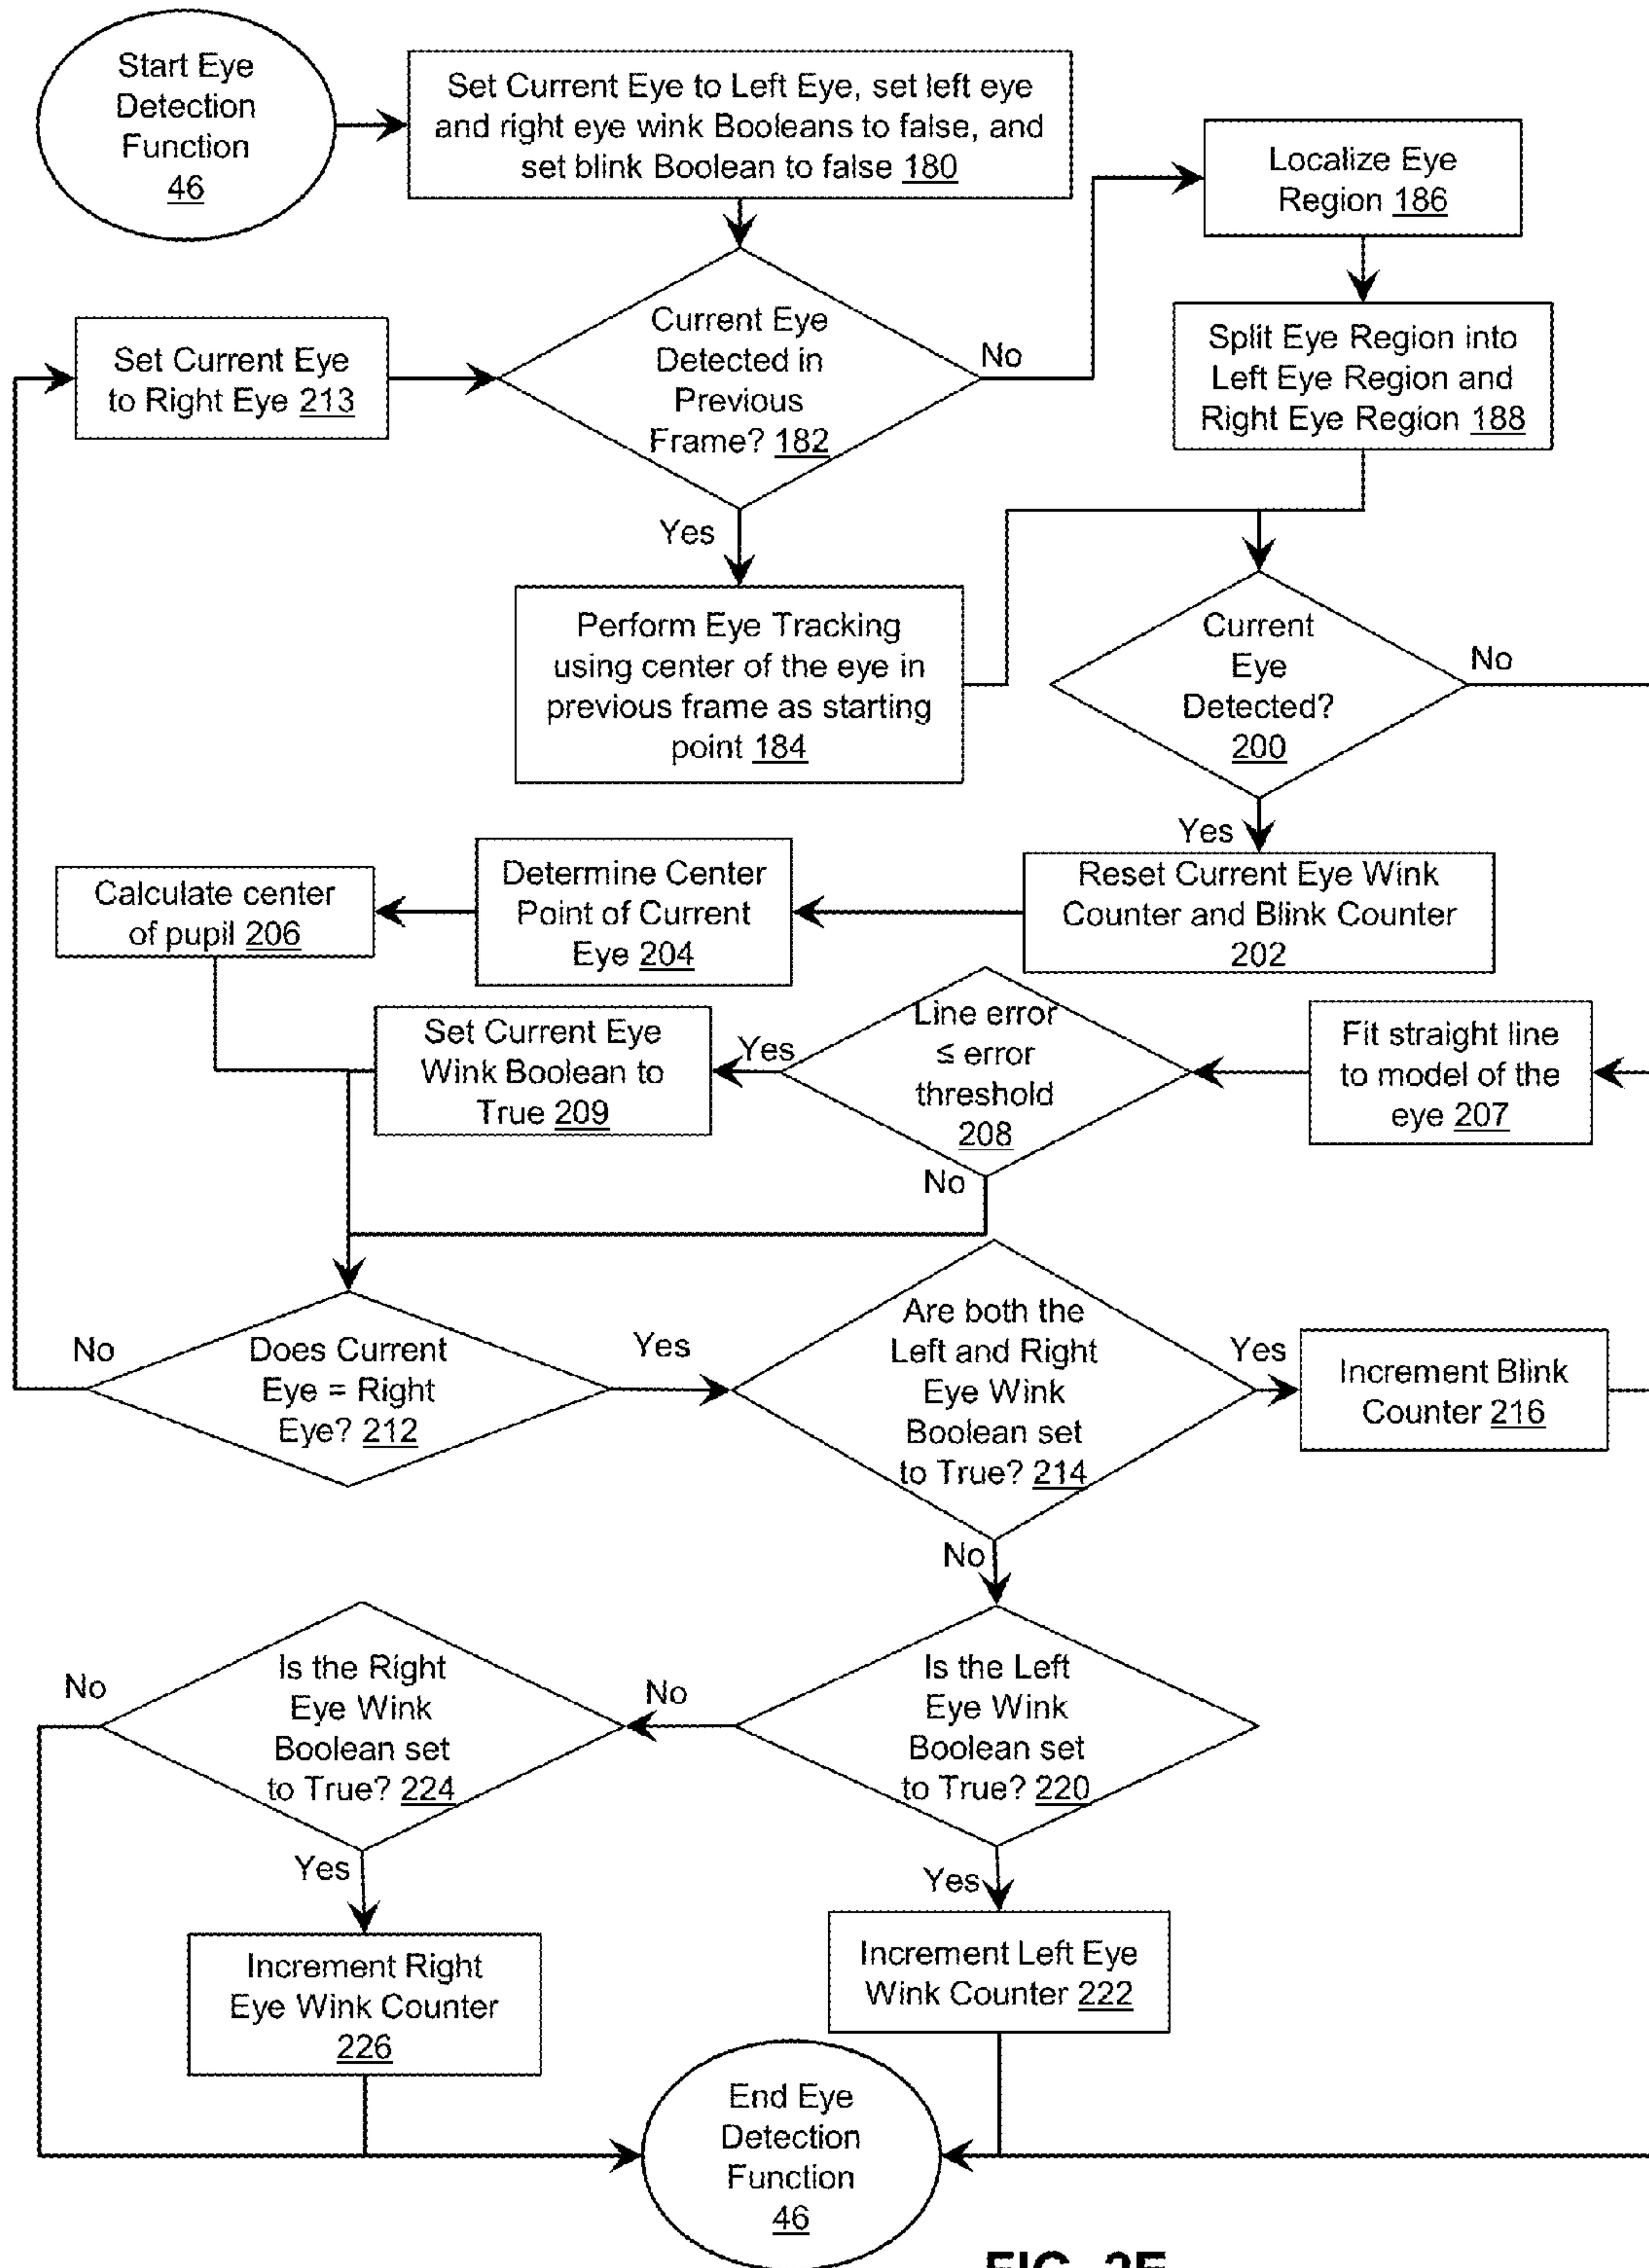 Start Eye
Detection
Function
46
Set Current Eye to Left Eye, set left eye
and right eye wink Booleans to false, and
set blink Boolean to false 180
Localize Eye
Region 186
Set Current Eye
to Right Eye 213
Current Eye
Detected in
Previous
Frame? 182
No
Split Eye Region into
Left Eye Region and
Right Eye Region 188
Yes
Perform Eye Tracking
using center of the eye in
previous frame as starting
point 184
Current
Eye
Detected?
200
No
Yes
Calculate center
of pupil 206
Determine Center
Point of Current
Eye 204
Reset Current Eye Wink
Counter and Blink Counter
202
Set Current Eye
Wink Boolean to
True 209
Yes
Line error
≤ error
threshold
208
Fit straight line
to model of the
eye 207
No
No
Does Current
Eye = Right
Eye? 212
Yes
Are both the
Left and Right
Eye Wink
Boolean set
to True? 214
Yes
Increment Blink
Counter 216
No
No
Is the Right
Eye Wink
Boolean set
to True? 224
No
Is the Left
Eye Wink
Boolean set
to True? 220
Yes
Yes
Increment Right
Eye Wink Counter
226
Increment Left Eye
Wink Counter 222
End Eye
Detection
Function
46